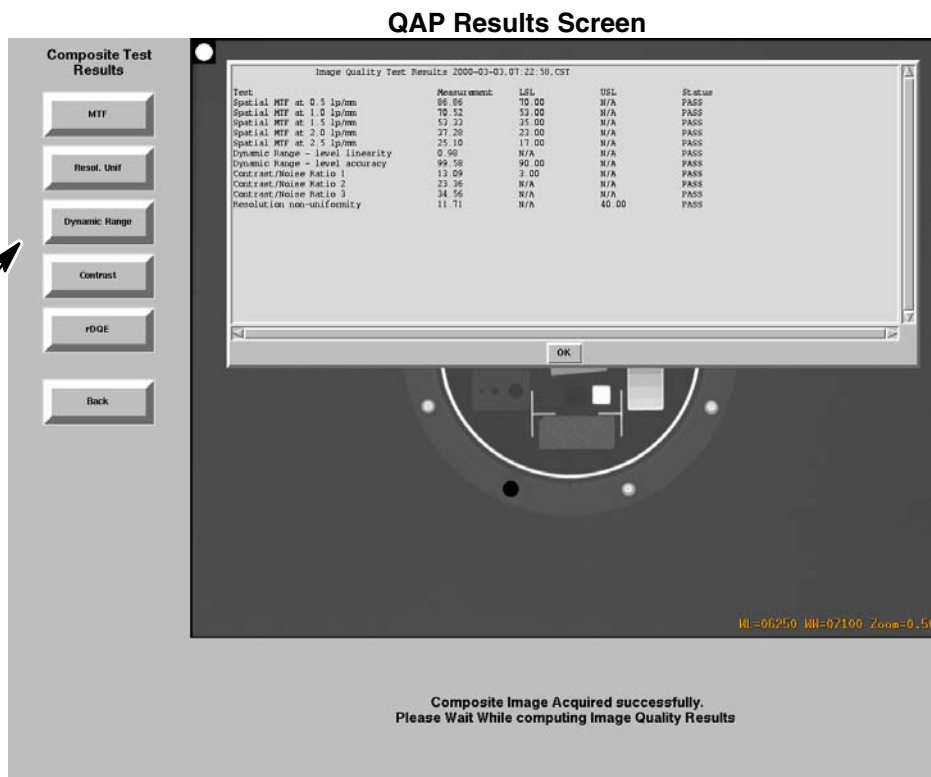 QAP Results Screen
Composite Test
Results
MTF
Resol. Unif
Dynamic Range
Contrast
rDQE
Back
Image Quality Test Results 2000-03-03,07:22:58,CST
Test Measurement LSL USL Status
Spatial MTF at 0.5 lp/mm 86.86 70.00 N/A PASS
Spatial MTF at 1.0 lp/mm 70.52 53.00 N/A PASS
Spatial MTF at 1.5 lp/mm 53.33 35.00 N/A PASS
Spatial MTF at 2.0 lp/mm 37.28 23.00 N/A PASS
Spatial MTF at 2.5 lp/mm 25.10 17.00 N/A PASS
Dynamic Range - level linearity 0.98 N/A N/A PASS
Dynamic Range - level accuracy 99.58 90.00 N/A PASS
Contrast/Noise Ratio 1 13.09 3.00 N/A PASS
Contrast/Noise Ratio 2 23.36 N/A N/A PASS
Contrast/Noise Ratio 3 34.56 N/A N/A PASS
Resolution non-uniformity 11.71 N/A 40.00 PASS
OK
WL=06250 WW=07100 Zoom=0.50
Composite Image Acquired successfully.
Please Wait While computing Image Quality Results